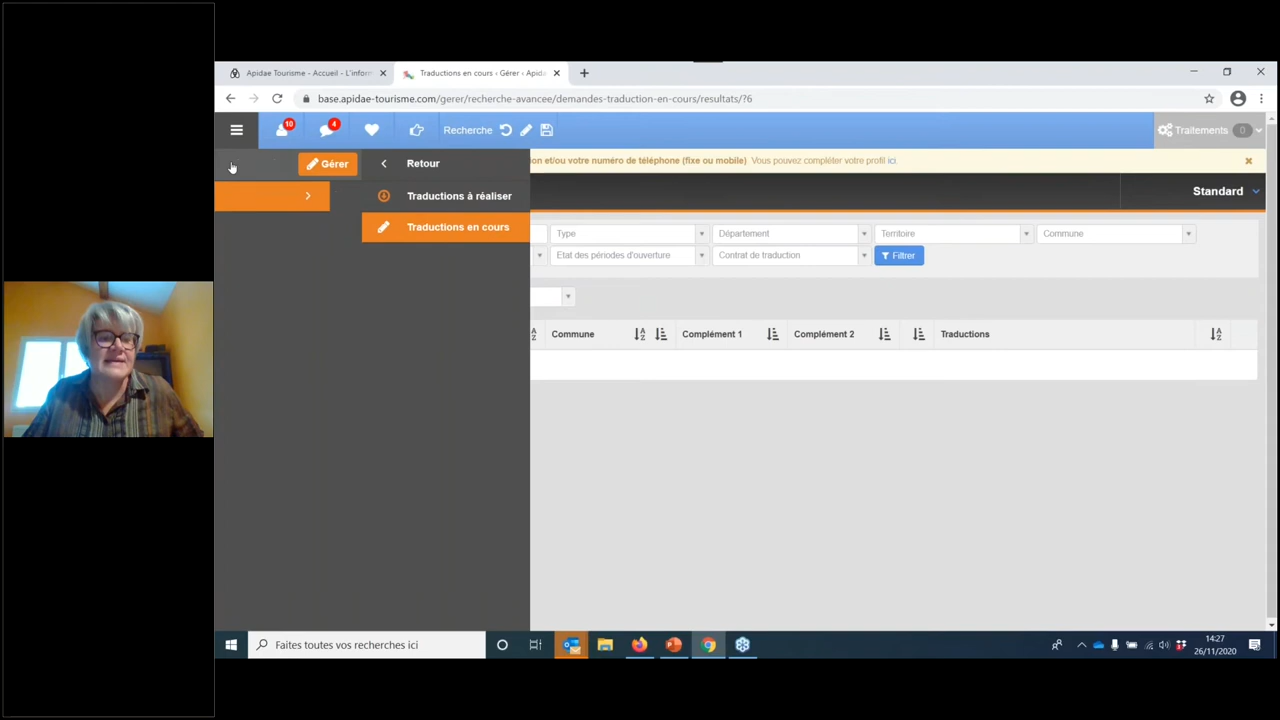 Apidae Tourisme - Accueil - L'inform
Traductions en cours ‹ Gérer ‹ Apida
base.apidae-tourisme.com/gerer/recherche-avancee/demandes-traduction-en-cours/resultats/?6
10
4
Recherche
Traitements 0
Gérer
Retour
on et/ou votre numéro de téléphone (fixe ou mobile) Vous pouvez compléter votre profil ici
Traductions à réaliser
Standard
Traductions en cours
Type
Département
Territoire
Commune
Etat des périodes d'ouverture
Contrat de traduction
Filtrer
Commune
Complément 1
Complément 2
Traductions
Faites toutes vos recherches ici
14:27
26/11/2020